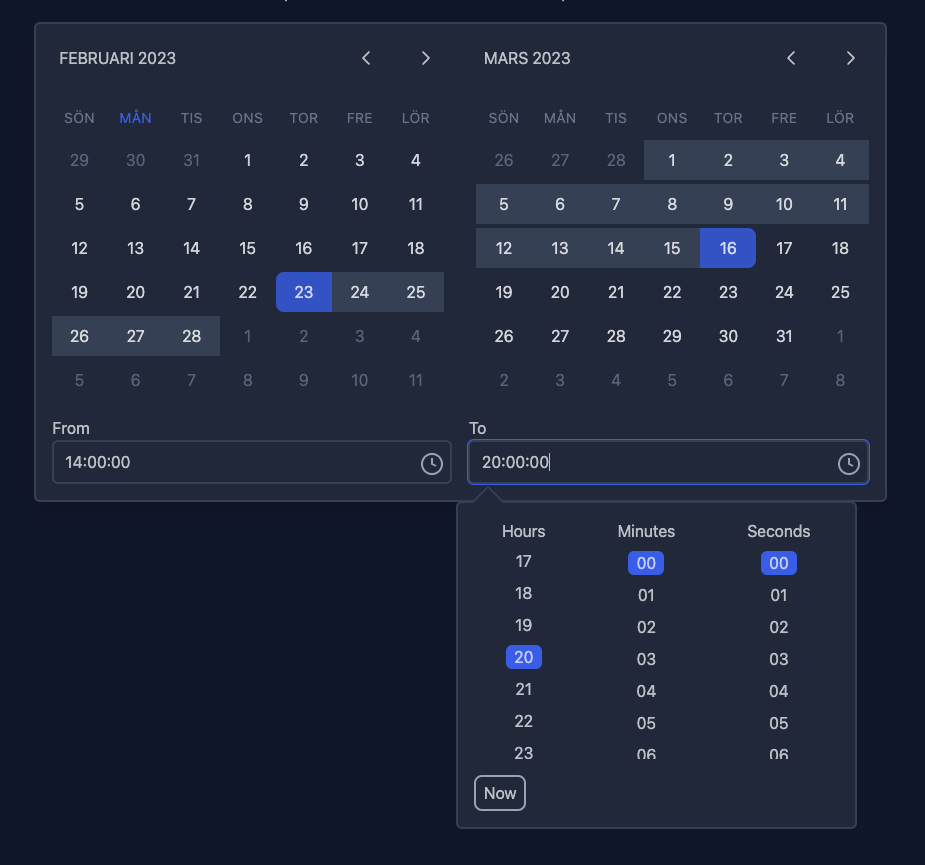 FEBRUARI 2023
SÖN MÅN TIS ONS TOR FRE LÖR
29 30 31 1 2 3 4
5 6 7 8 9 10 11
12 13 14 15 16 17 18
19 20 21 22 23 24 25
26 27 28 1 2 3 4
5 6 7 8 9 10 11
MARS 2023
SÖN MÅN TIS ONS TOR FRE LÖR
26 27 28 1 2 3 4
5 6 7 8 9 10 11
12 13 14 15 16 17 18
19 20 21 22 23 24 25
26 27 28 29 30 31 1
2 3 4 5 6 7 8
From
14:00:00
To
20:00:00
Hours Minutes Seconds
17 00 00
18 01 01
19 02 02
20 03 03
21 04 04
22 05 05
23 06 06
Now